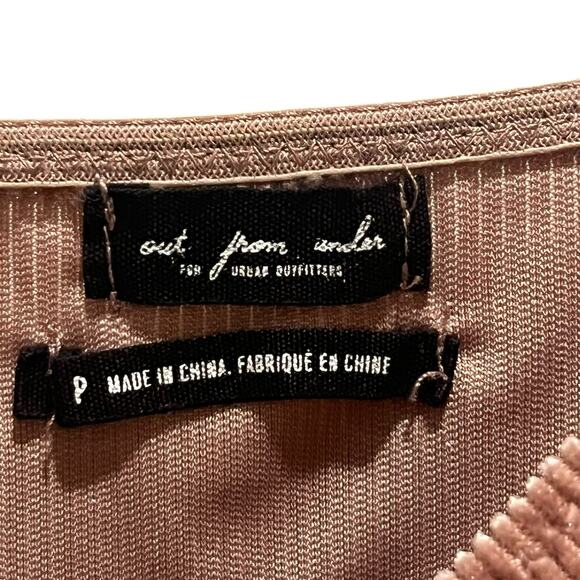 out from under
FOR URBAN OUTFITTERS
P MADE IN CHINA. FABRIQUÉ EN CHINE